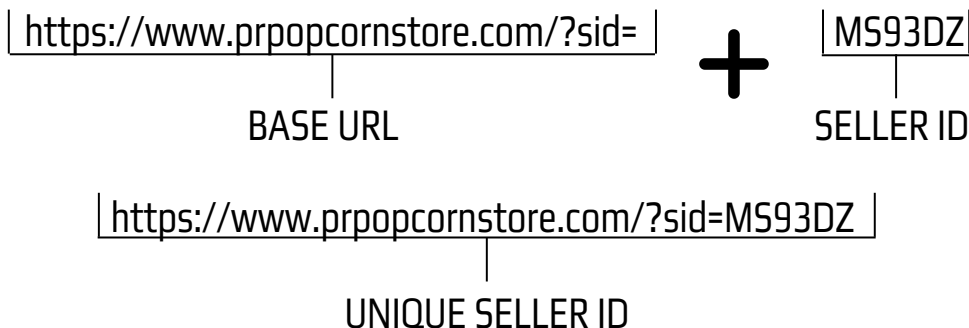 https://www.prpopcornstore.com/?sid= + MS93DZ
BASE URL SELLER ID
https://www.prpopcornstore.com/?sid=MS93DZ
UNIQUE SELLER ID